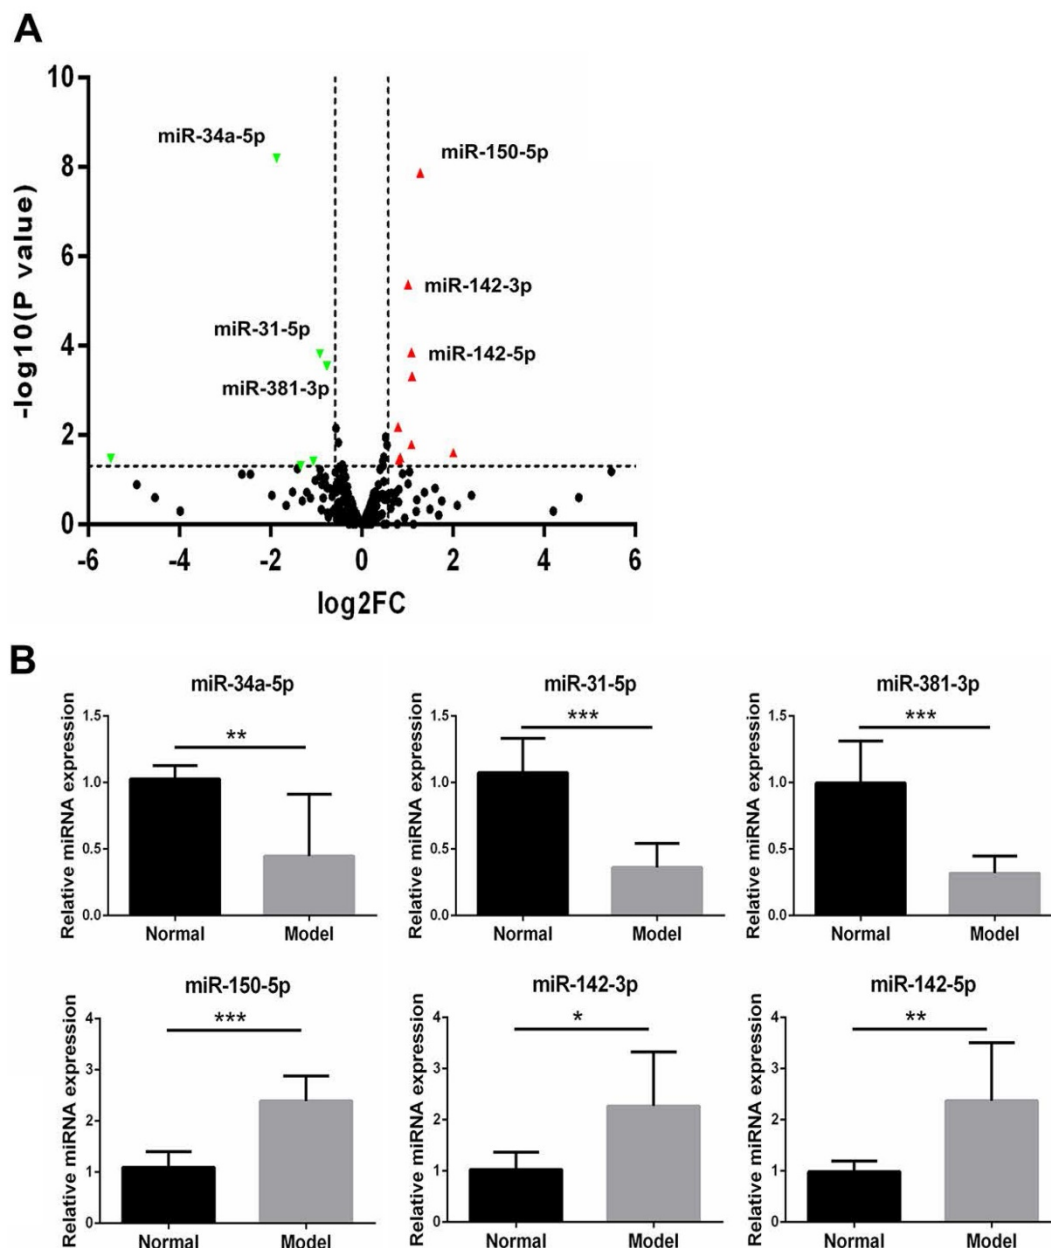 A
10
8
6
4
2
0
-log10(P value)
miR-34a-5p
miR-150-5p
miR-142-3p
miR-31-5p
miR-142-5p
miR-381-3p
-6 -4 -2 0 2 4 6
log2FC
B
miR-34a-5p
Relative miRNA expression
1.5
1.0
0.5
0.0
**
Normal Model
miR-31-5p
Relative miRNA expression
1.5
1.0
0.5
0.0
***
Normal Model
miR-381-3p
Relative miRNA expression
1.5
1.0
0.5
0.0
***
Normal Model
miR-150-5p
Relative miRNA expression
4
3
2
1
0
***
Normal Model
miR-142-3p
Relative miRNA expression
4
3
2
1
0
*
Normal Model
miR-142-5p
Relative miRNA expression
4
3
2
1
0
**
Normal Model